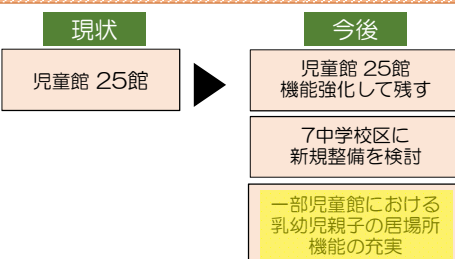 現状
児童館 25館
今後
児童館 25館
機能強化して残す
7中学校区に
新規整備を検討
一部児童館における
乳幼児親子の居場所
機能の充実